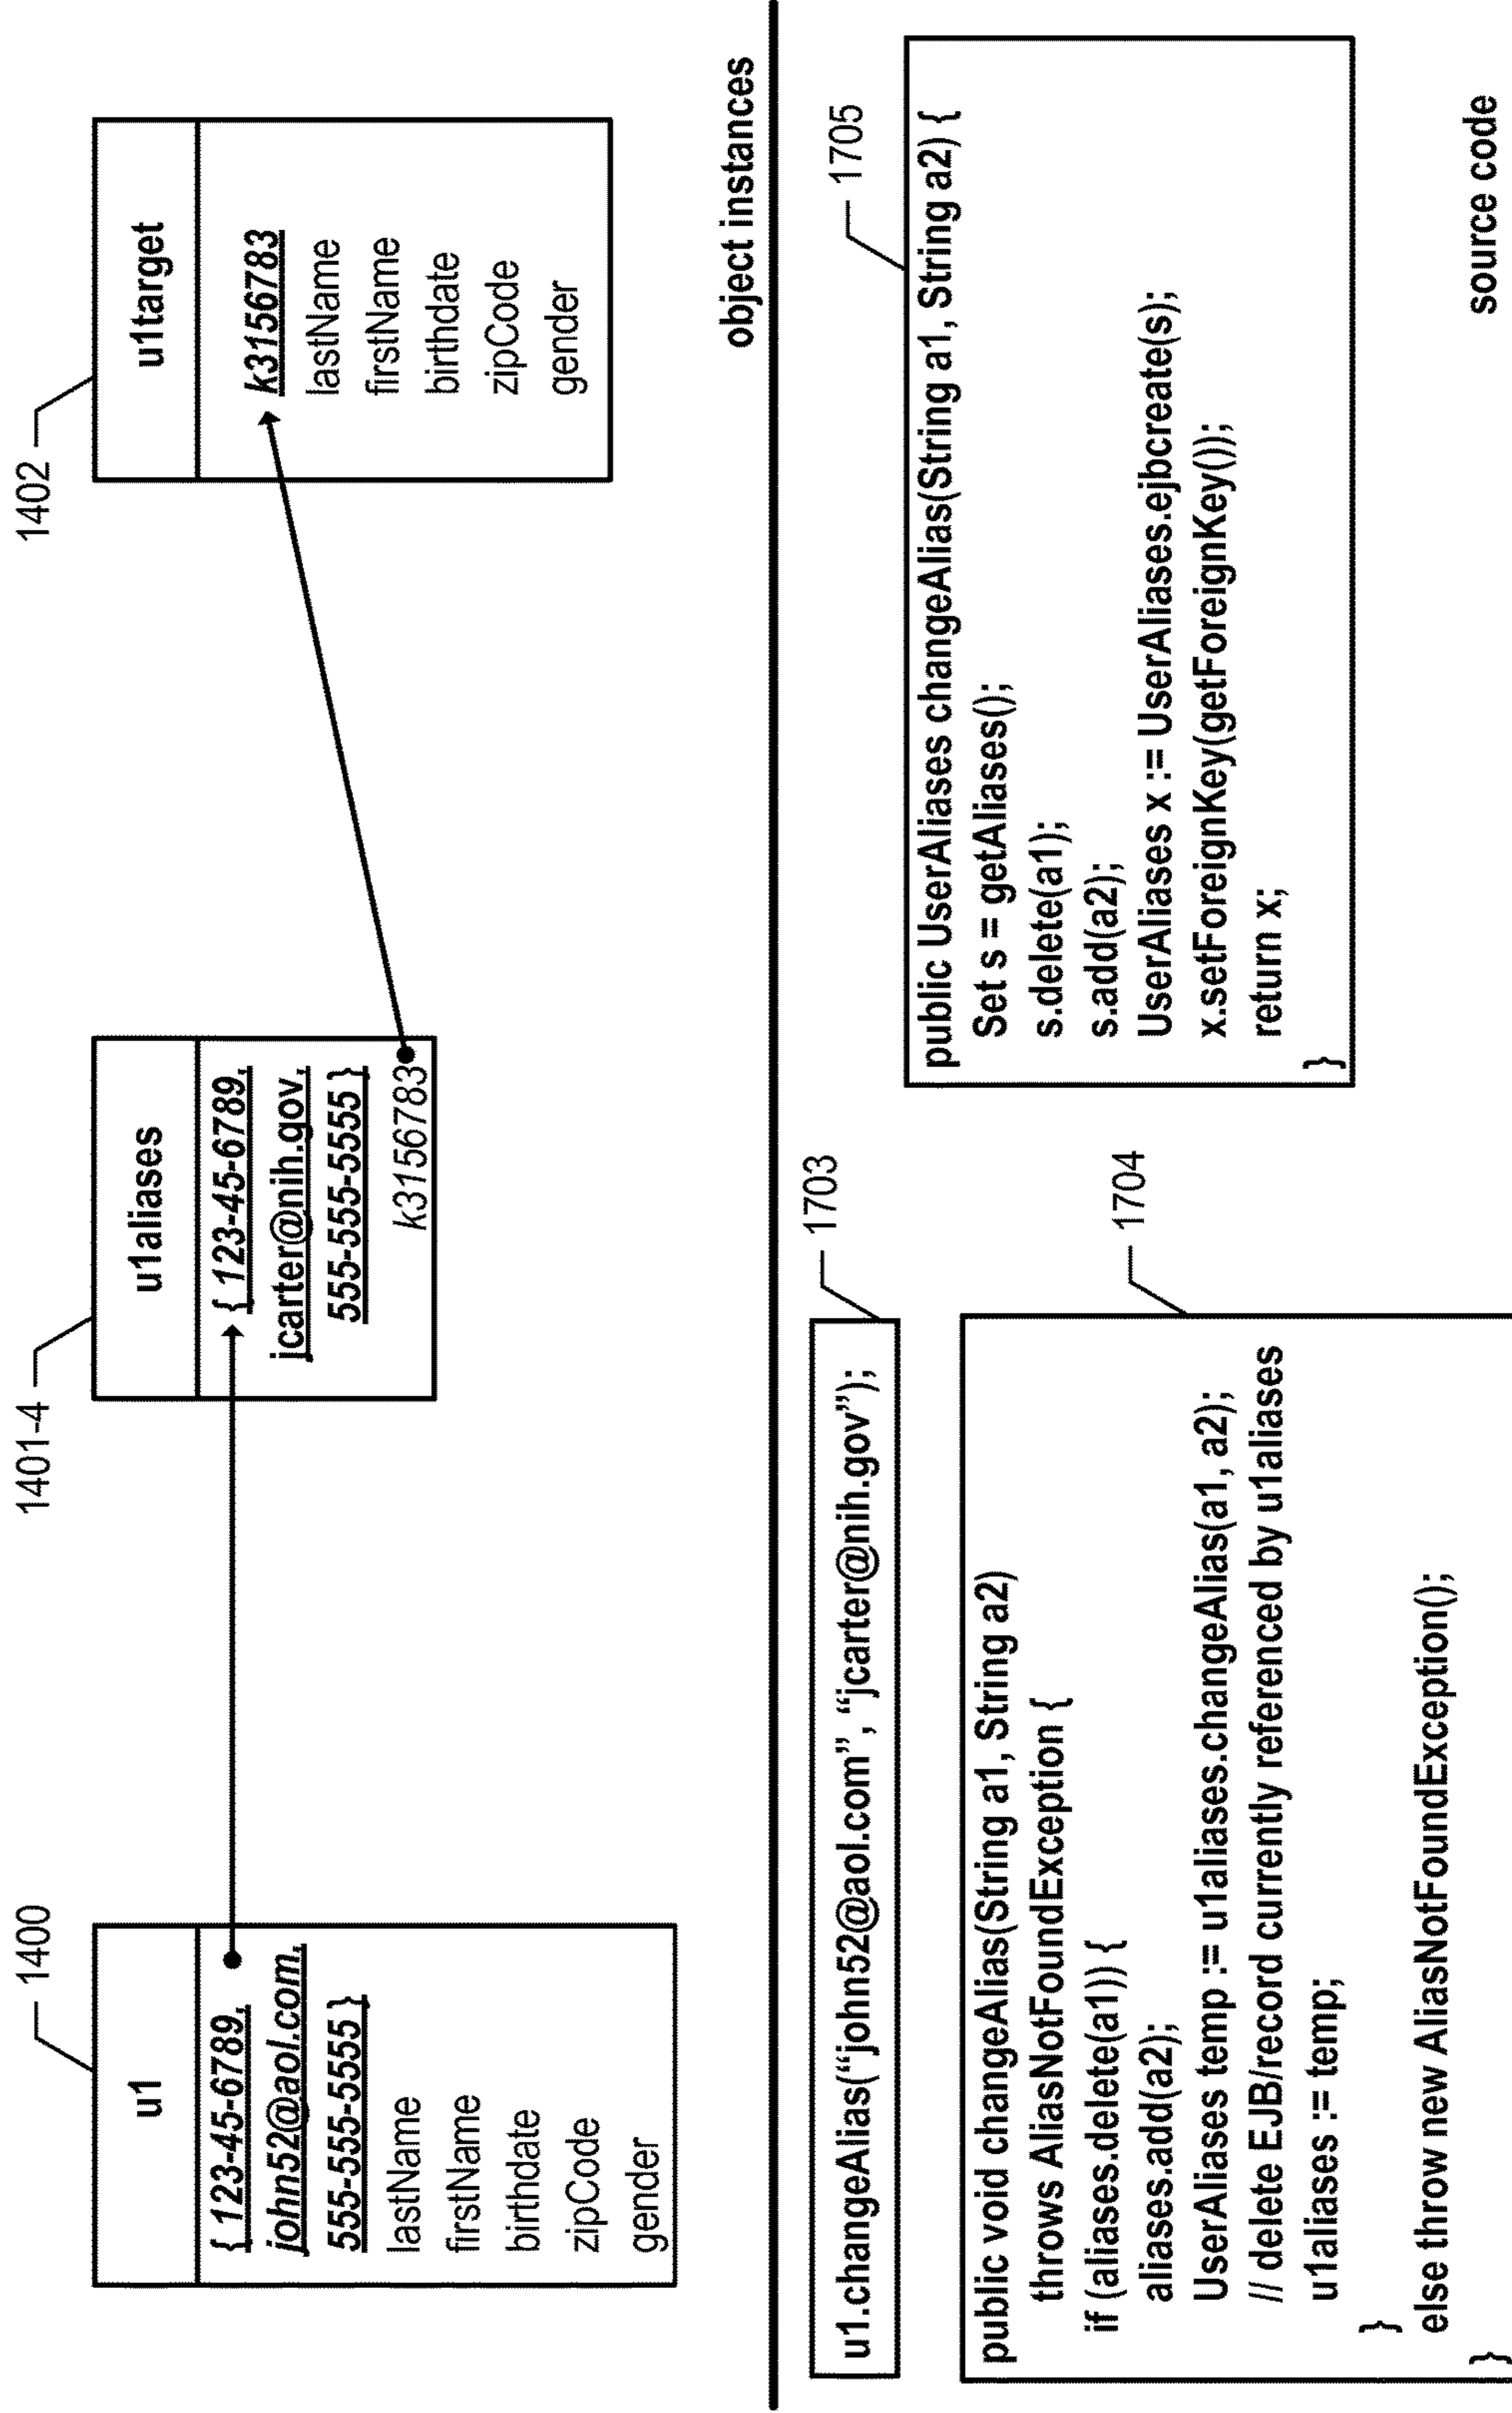 1400
u1
{ 123-45-6789,
john52@aol.com,
555-555-5555 }
lastName
firstName
birthdate
zipCode
gender
1401-4
u1aliases
{ 123-45-6789,
jcarter@nih.gov,
555-555-5555 }
k3156783
1402
u1target
k3156783
lastName
firstName
birthdate
zipCode
gender
object instances
1703
u1.changeAlias(“john52@aol.com”, “jcarter@nih.gov”);
1704
public void changeAlias(String a1, String a2)
throws AliasNotFoundException {
if (aliases.delete(a1)) {
aliases.add(a2);
UserAliases temp := u1aliases.changeAlias(a1, a2);
// delete EJB/record currently referenced by u1aliases
u1aliases := temp;
}
else throw new AliasNotFoundException();
}
1705
public UserAliases changeAlias(String a1, String a2) {
Set s = getAliases();
s.delete(a1);
s.add(a2);
UserAliases x := UserAliases.ejbcreate(s);
x.setForeignKey(getForeignKey());
return x;
}
source code